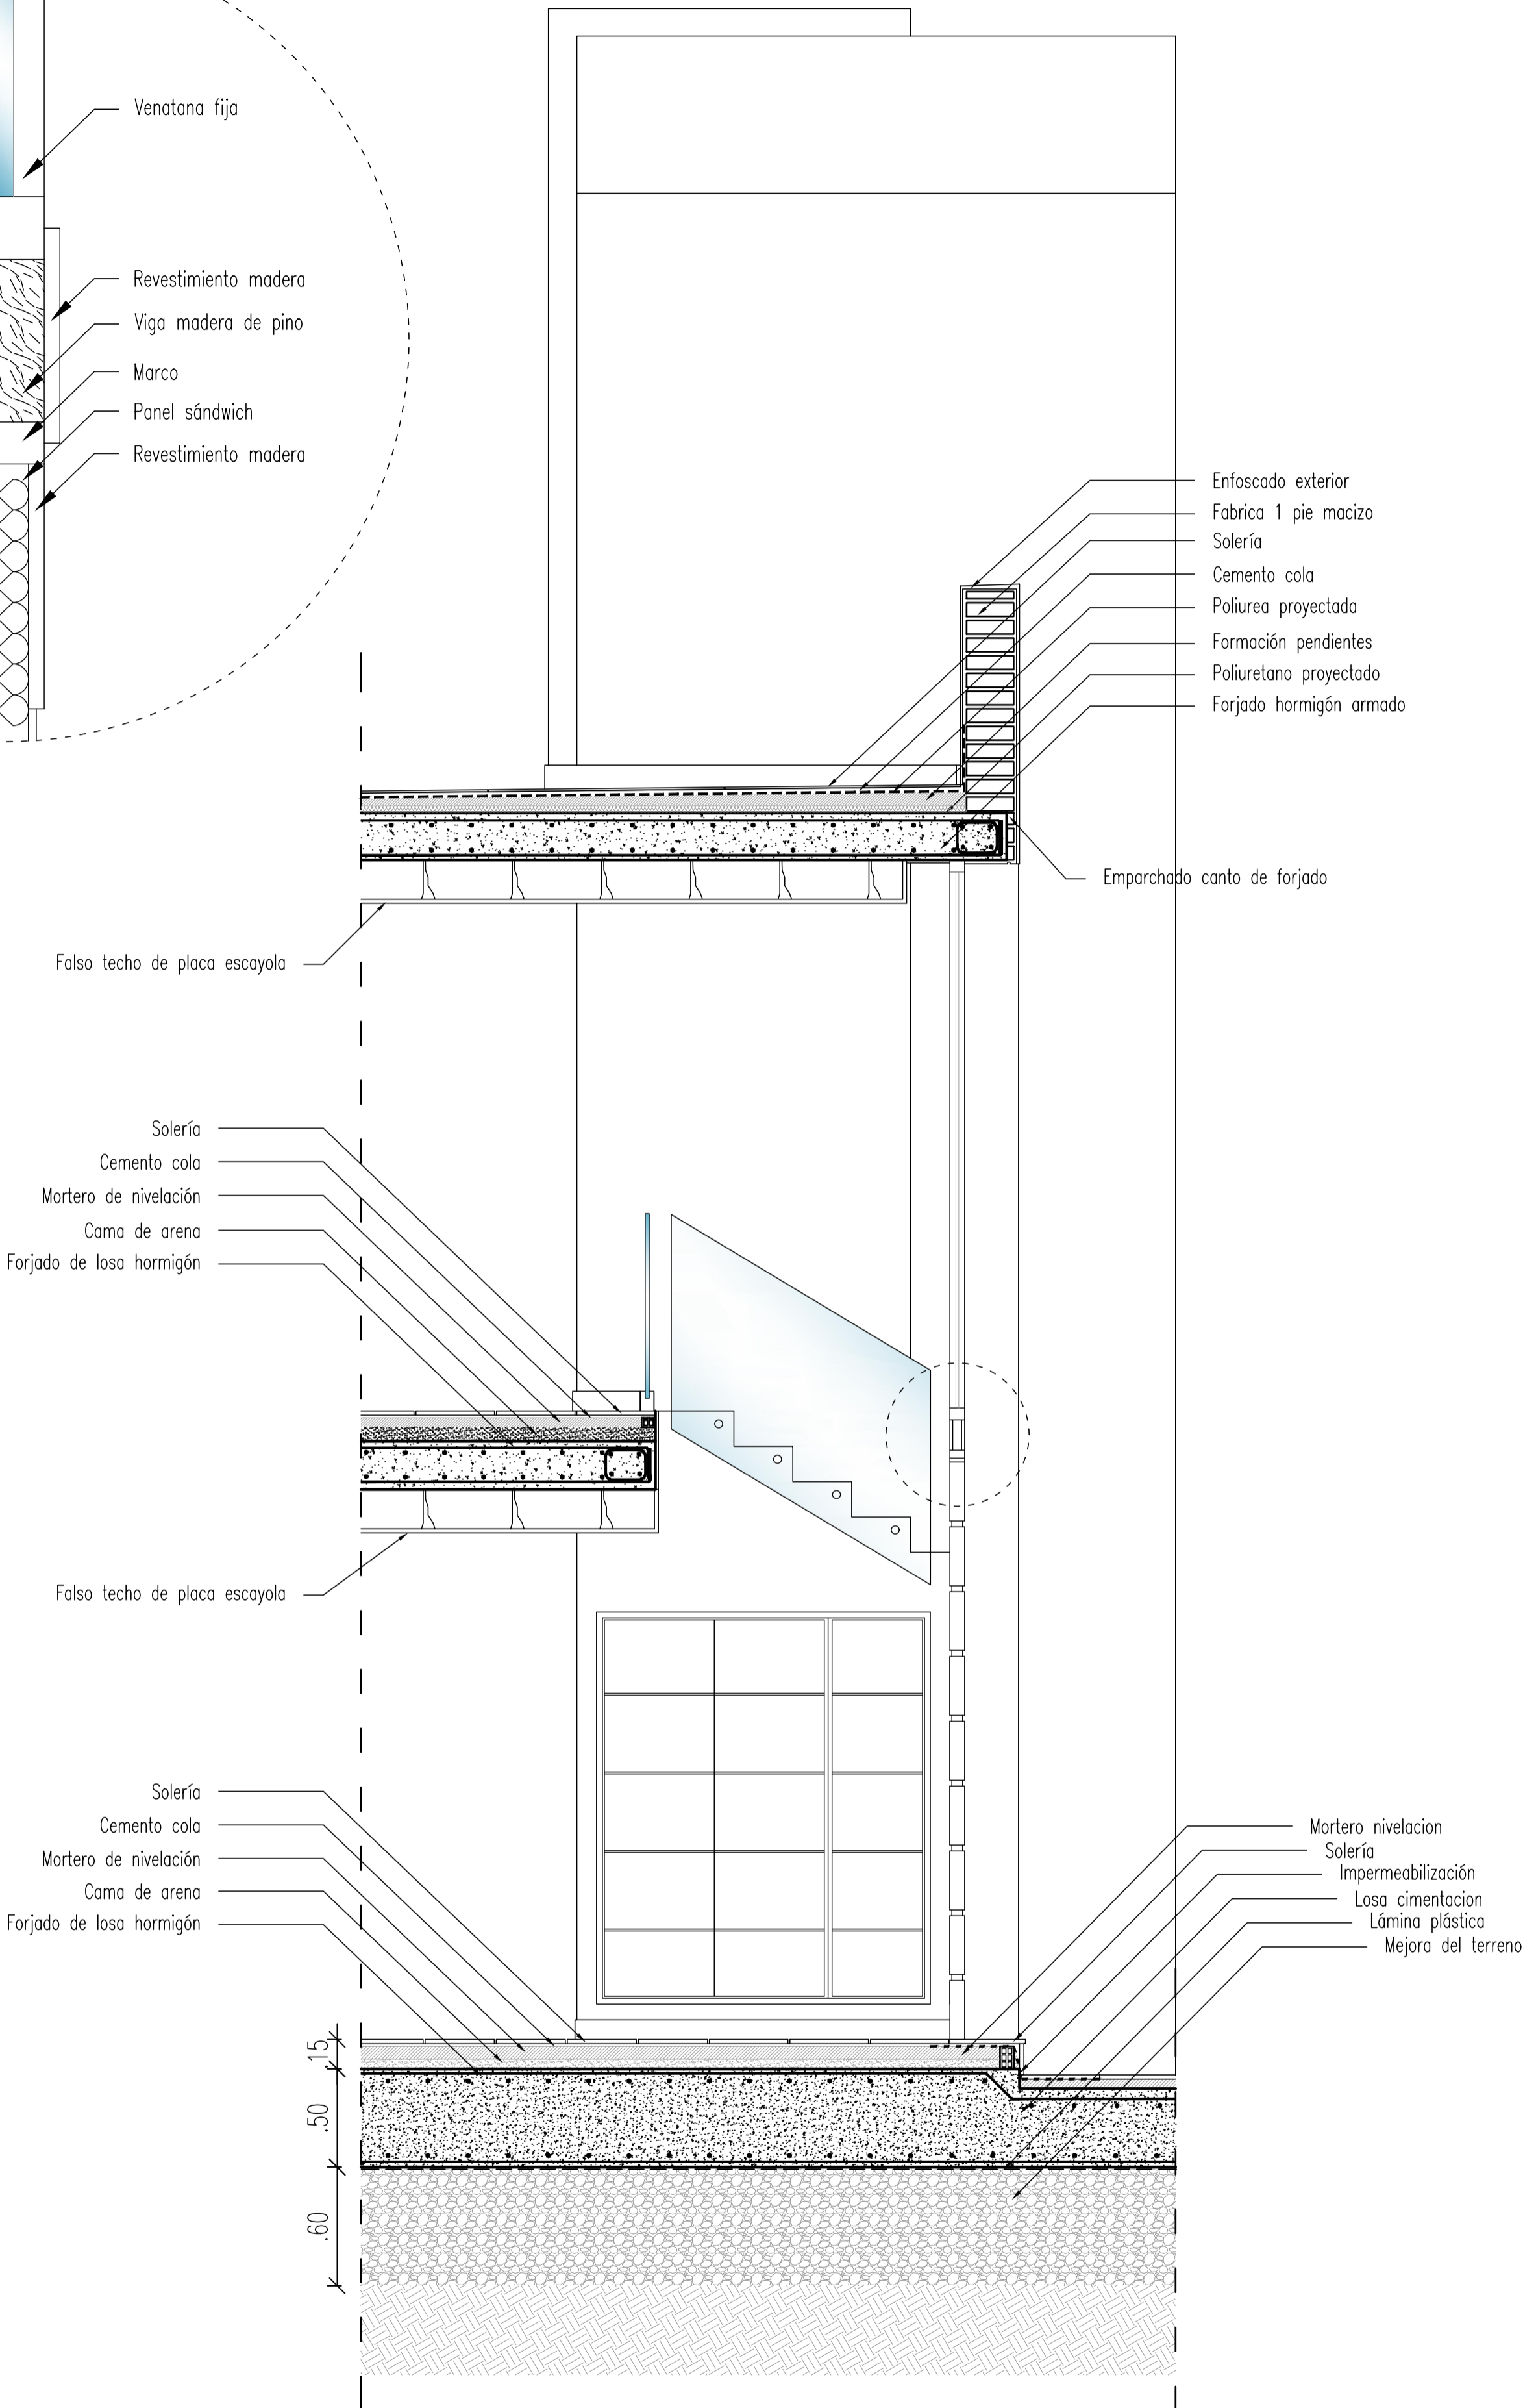 Venatana fija
Revestimiento madera
Viga madera de pino
Marco
Panel sándwich
Revestimiento madera
Enfoscado exterior
Fabrica 1 pie macizo
Solería
Cemento cola
Poliurea proyectada
Formación pendientes
Poliuretano proyectado
Forjado hormigón armado
Emparchado canto de forjado
Falso techo de placa escayola
Solería
Cemento cola
Mortero de nivelación
Cama de arena
Forjado de losa hormigón
Falso techo de placa escayola
Solería
Cemento cola
Mortero de nivelación
Cama de arena
Forjado de losa hormigón
Mortero nivelacion
Solería
Impermeabilización
Losa cimentacion
Lámina plástica
Mejora del terreno
.15
.50
.60